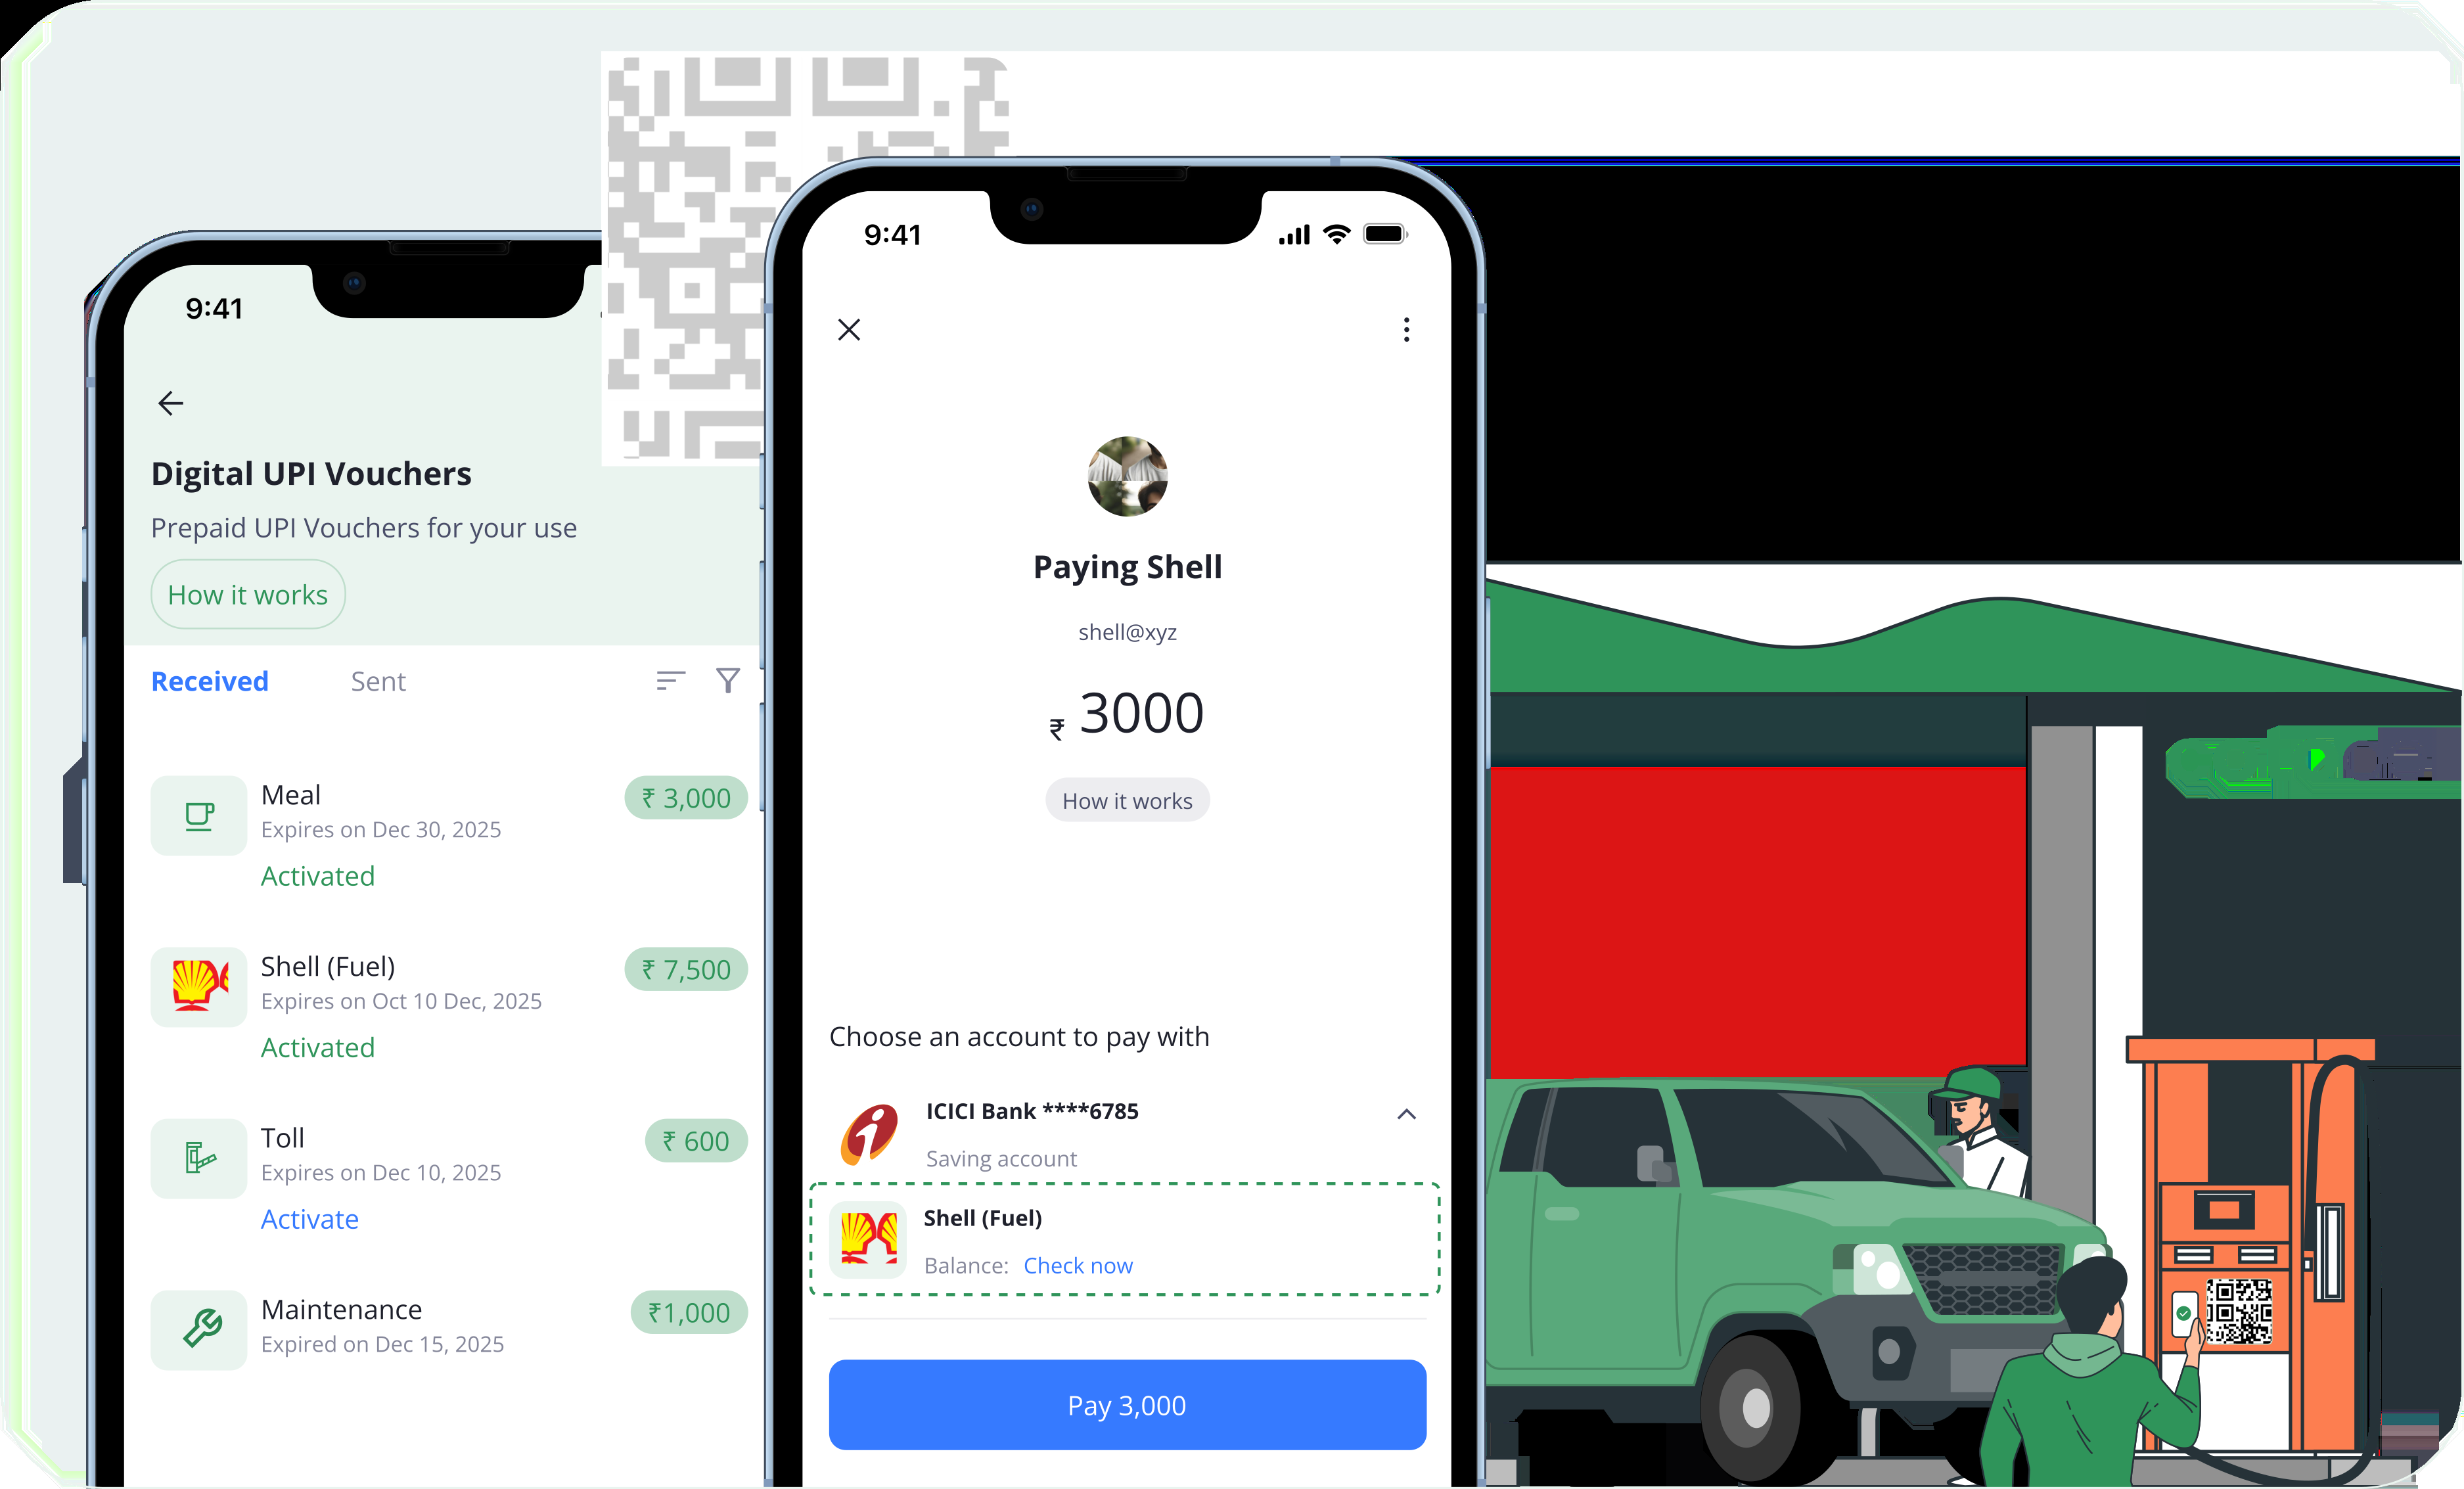 9:41
Digital UPI Vouchers
Prepaid UPI Vouchers for your use
How it works
Received Sent
Meal ₹ 3,000
Expires on Dec 30, 2025
Activated
Shell (Fuel) ₹ 7,500
Expires on Oct 10 Dec, 2025
Activated
Toll ₹ 600
Expires on Dec 10, 2025
Activate
Maintenance ₹1,000
Expired on Dec 15, 2025
9:41
Paying Shell
shell@xyz
₹ 3000
How it works
Choose an account to pay with
ICICI Bank ****6785
Saving account
Shell (Fuel)
Balance: Check now
Pay 3,000